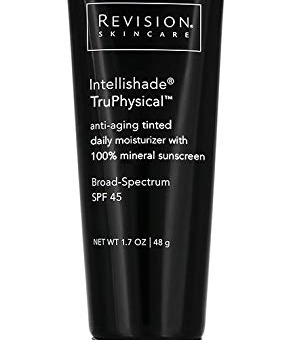 REVISION®
SKINCARE
Intellishade®
TruPhysical™
anti-aging tinted
daily moisturizer with
100% mineral sunscreen
Broad-Spectrum
SPF 45
NET WT 1.7 OZ | 48 g